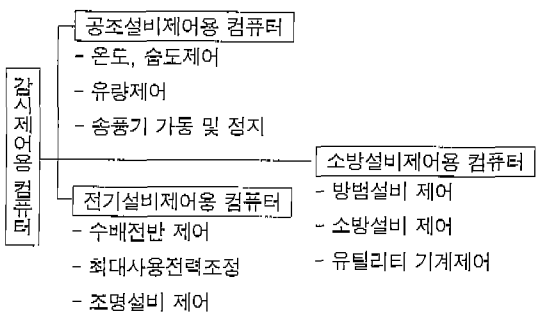 감시제어용 컴퓨터
공조설비제어용 컴퓨터
- 온도, 습도제어
- 유량제어
- 송풍기 가동 및 정지
소방설비제어용 컴퓨터
- 방범설비 제어
- 소방설비 제어
- 유틸리티 기계제어
전기설비제어용 컴퓨터
- 수배전반 제어
- 최대사용전력조정
- 조명설비 제어